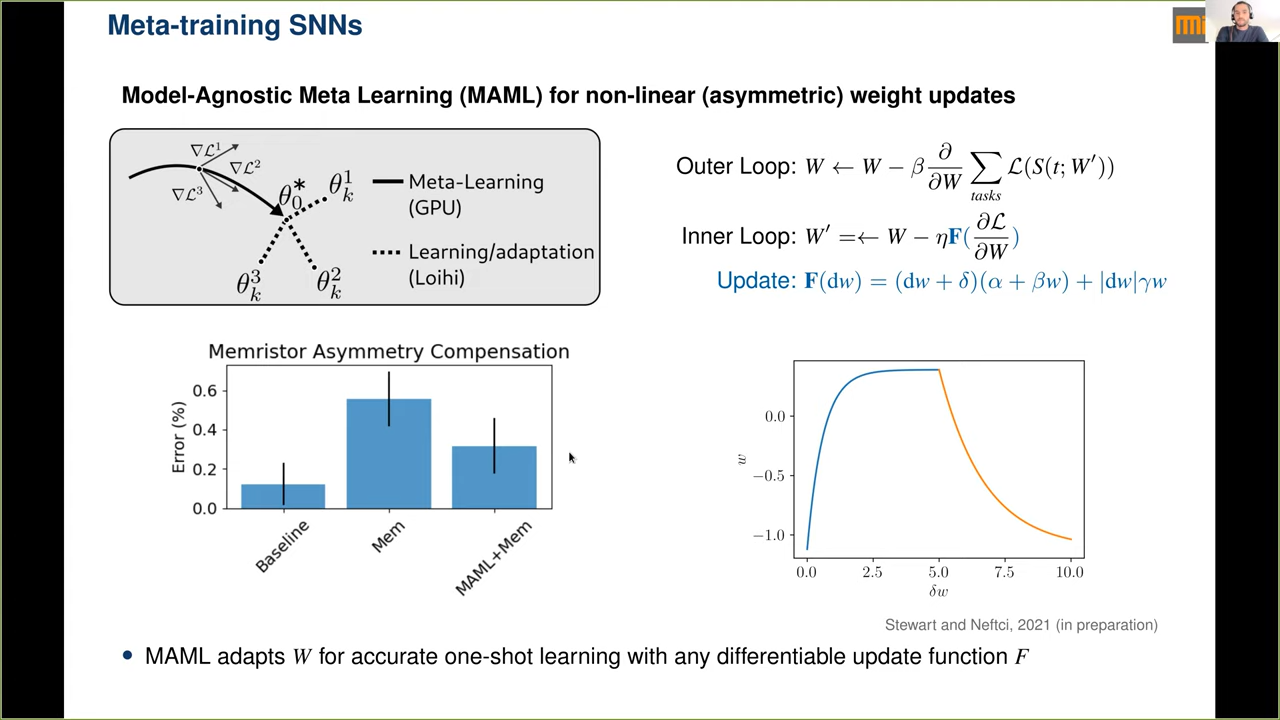 Meta-training SNNs
Model-Agnostic Meta Learning (MAML) for non-linear (asymmetric) weight updates
∇ℒ¹
∇ℒ²
∇ℒ³
θ₀*
θₖ¹
θₖ³
θₖ²
Meta-Learning
(GPU)
Learning/adaptation
(Loihi)
Outer Loop: W ← W − β ∂/∂W ∑ tasks ℒ(S(t; W′))
Inner Loop: W′ =← W − ηF(∂ℒ/∂W)
Update: F(dw) = (dw + δ)(α + βw) + |dw|γw
Memristor Asymmetry Compensation
Error (%)
0.6
0.4
0.2
0.0
Baseline
Mem
MAML+Mem
w
0.0
−0.5
−1.0
0.0 2.5 5.0 7.5 10.0
δw
Stewart and Neftci, 2021 (in preparation)
• MAML adapts W for accurate one-shot learning with any differentiable update function F